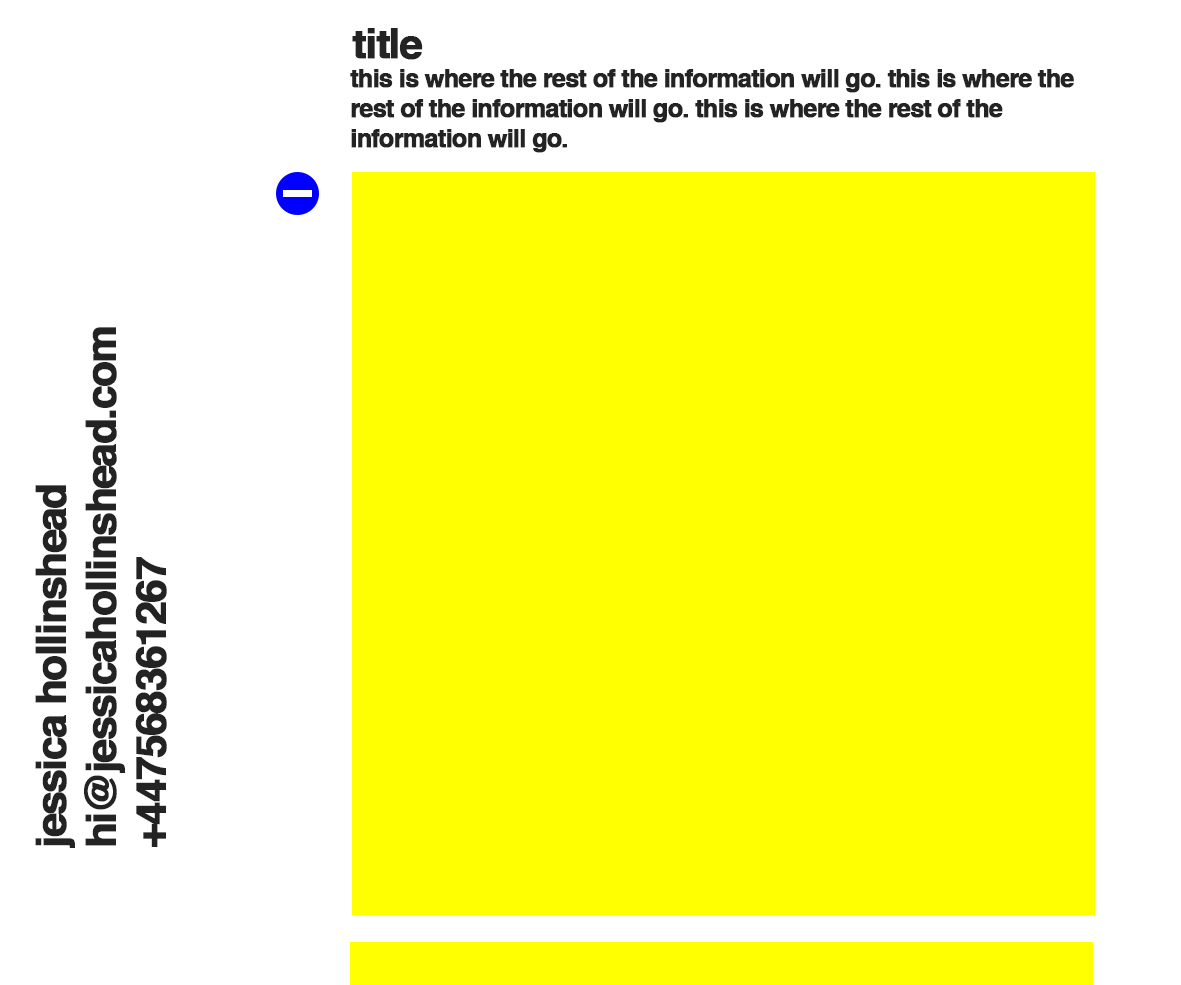 title
this is where the rest of the information will go. this is where the
rest of the information will go. this is where the rest of the
information will go.
jessica hollinshead
hi@jessicahollinshead.com
+447568361267